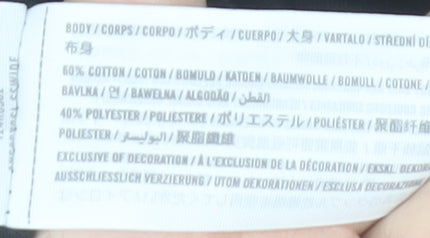 BODY / CORPS / CORPO / ボディ / CUERPO / 大身 / VARTALO / STŘEDNÍ DÍ
布身
60% COTTON / COTON / BOMULD / KATOEN / BAUMWOLLE / BOMULL / COTONE /
BAVLNA / 면 / BAWEŁNA / ALGODÃO / القطن
40% POLYESTER / POLIESTERE / ポリエステル / POLIÉSTER / 聚酯纤维
POLIESTER / البوليستر / 聚脂纖維
EXCLUSIVE OF DECORATION / À L'EXCLUSION DE LA DÉCORATION / EKSKL. DEKOR
AUSSCHLIESSLICH VERZIERUNG / UTOM DEKORATIONEN / ESCLUSA DECORAZIONE